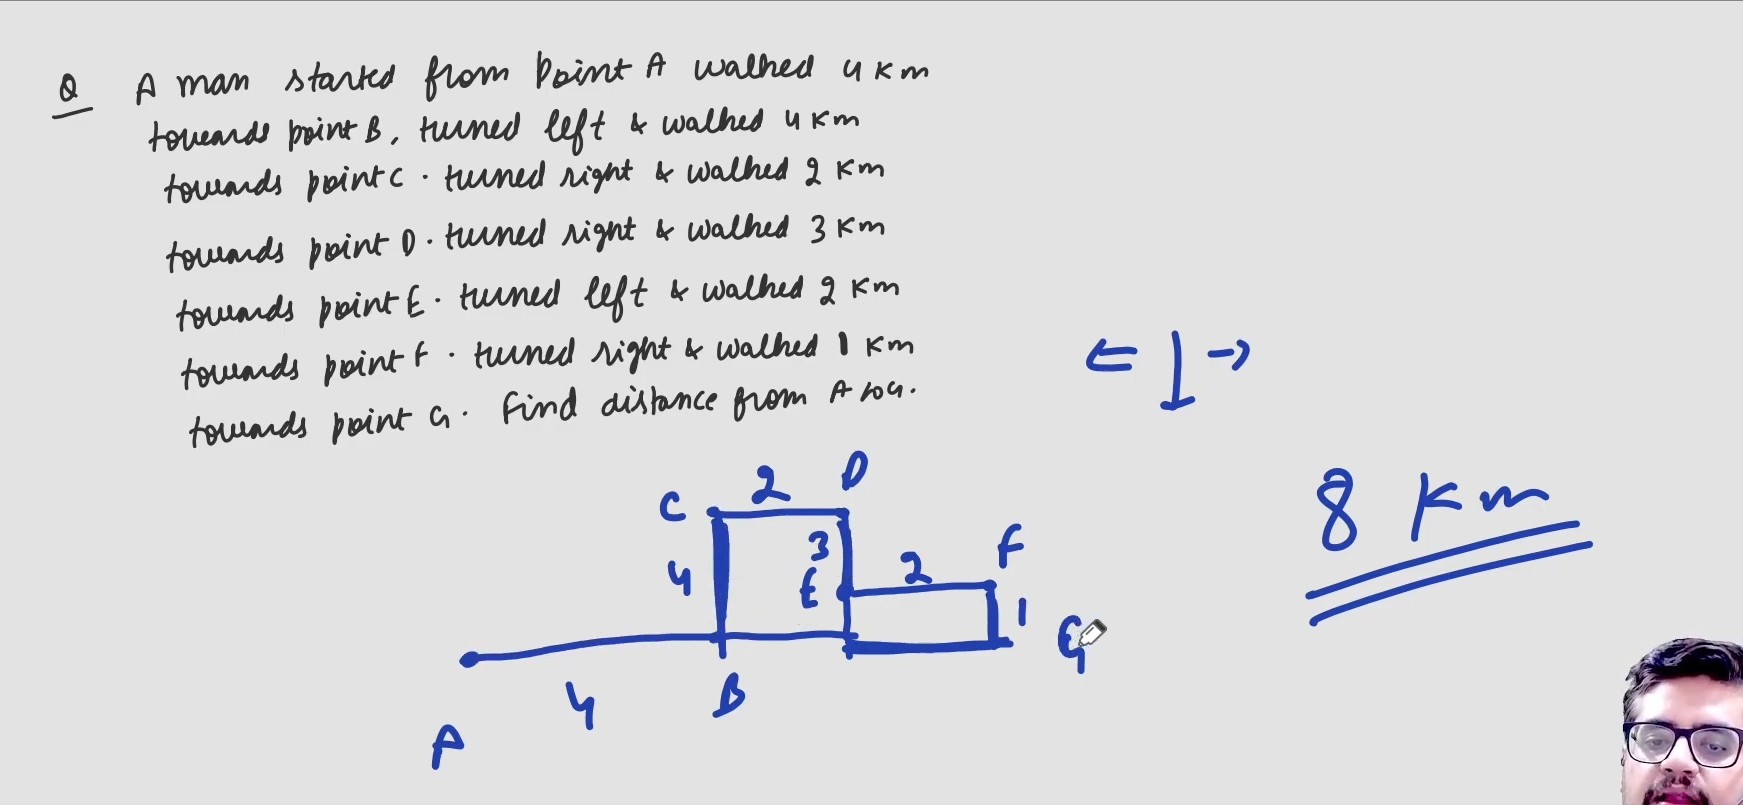 Q A man started from point A walked 4 km
towards point B, turned left & walked 4 km
towards point C . turned right & walked 2 km
towards point D . turned right & walked 3 km
towards point E . turned left & walked 2 km
towards point F . turned right & walked 1 km
towards point G . Find distance from A to G.
← →
2 D
C
8 km
3 F
4 E 2
1 G
4 B
A